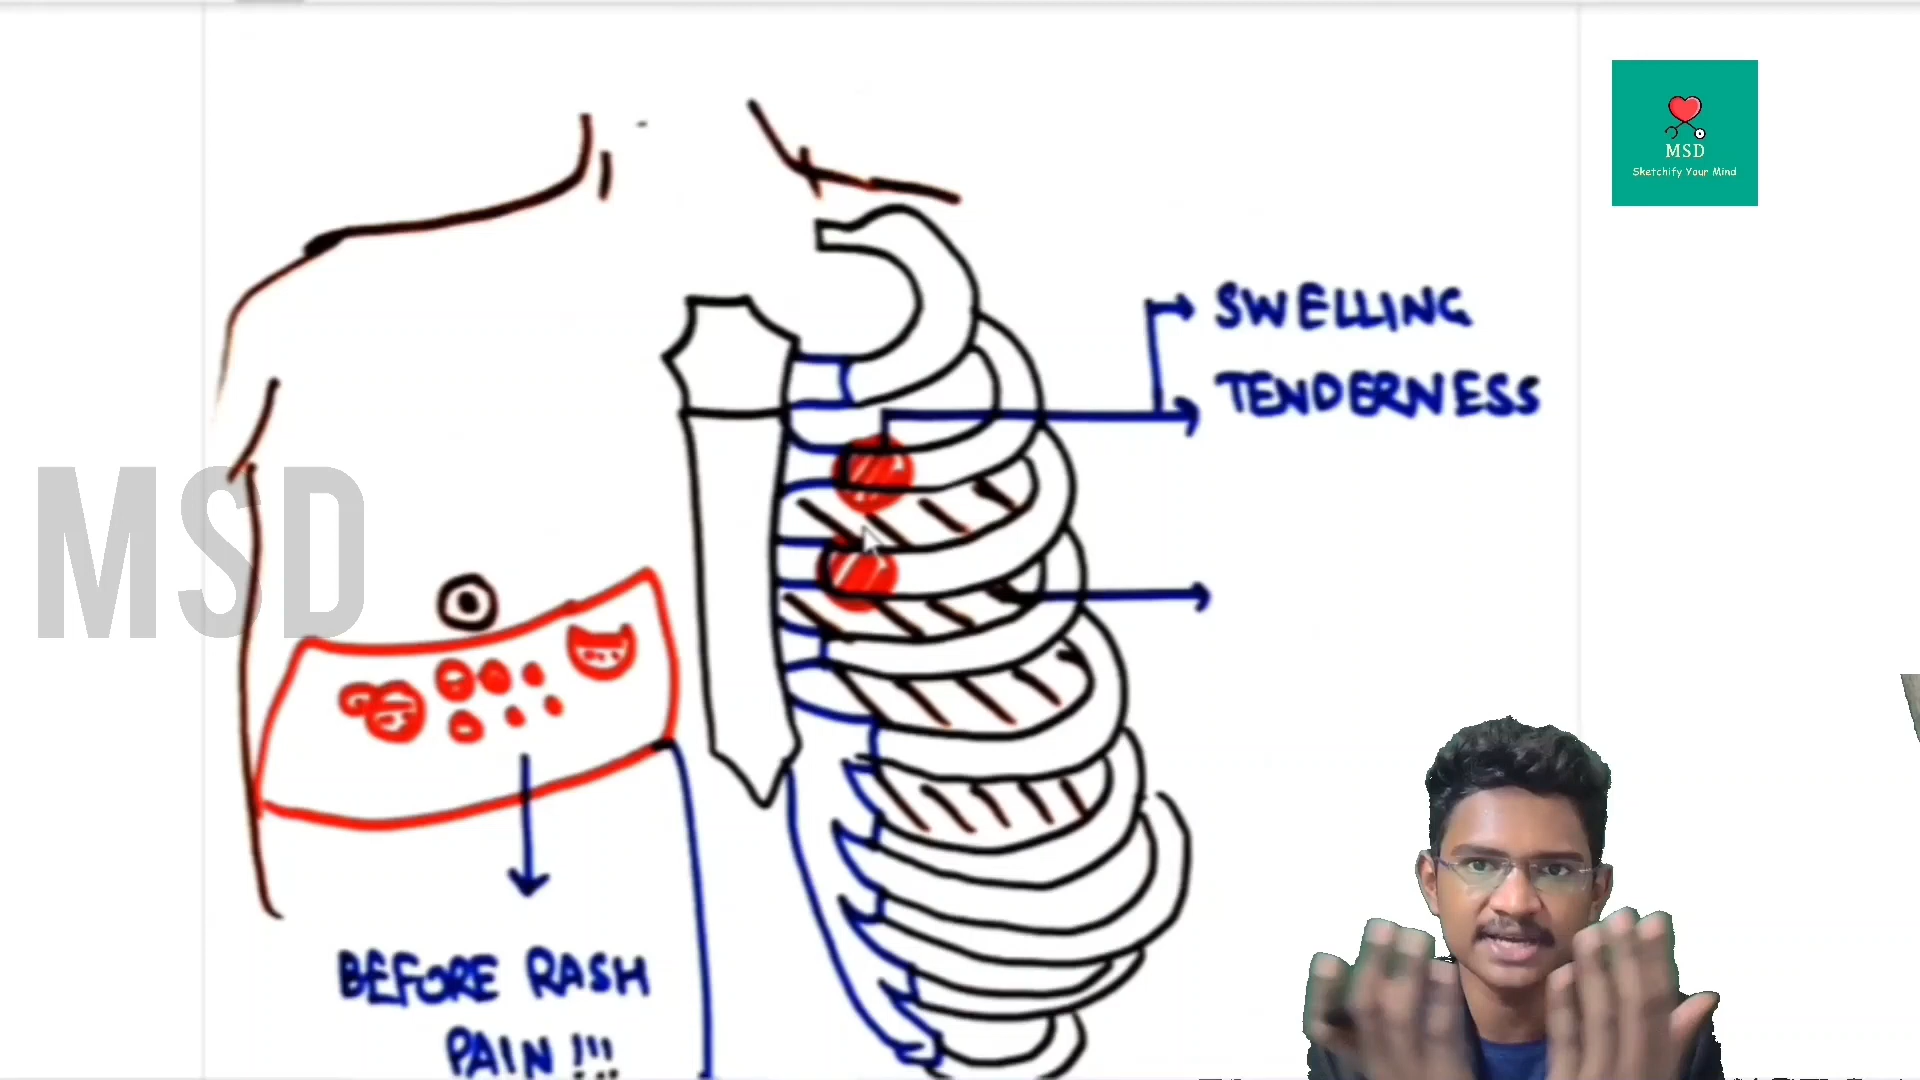 MSD
Sketchify Your Mind
SWELLING
TENDERNESS
MSD
BEFORE RASH
PAIN !!!